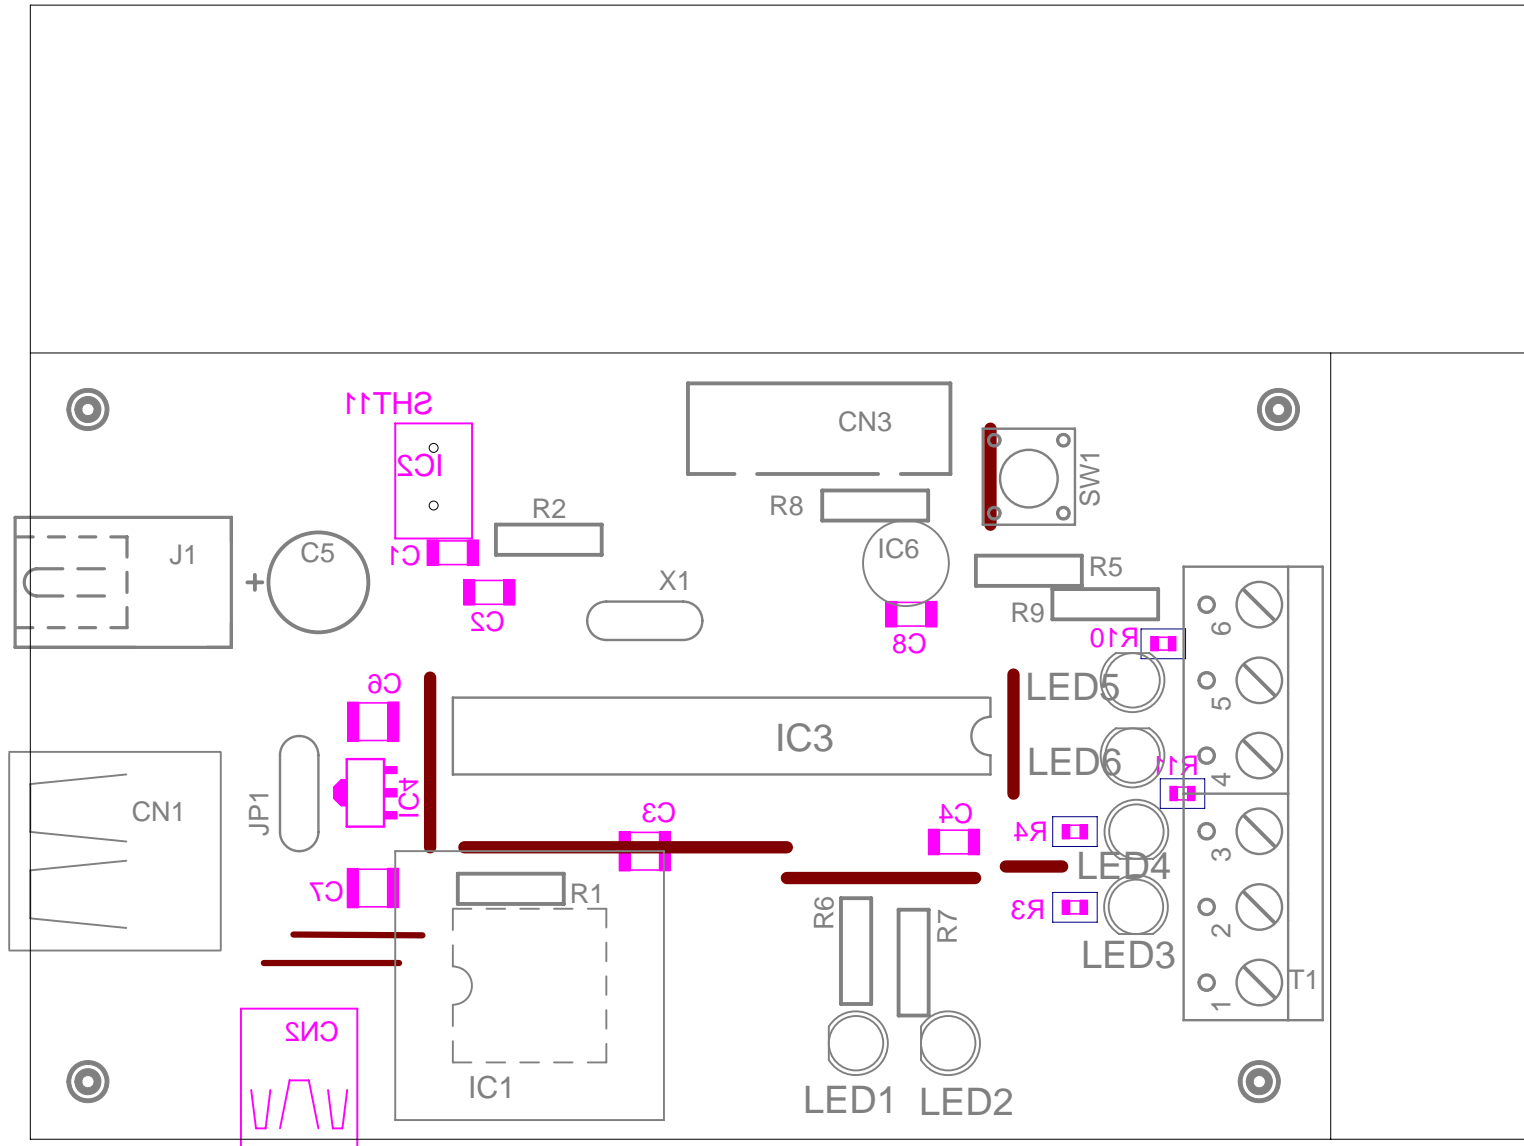 SHT11
CN3
IC2
SW1
R8
R2
IC6
J1
C5
+
C1
R5
X1
R9
C2
6
R10
C8
C6
LED5
5
IC3
LED6
R11
4
IC4
CN1
JP1
C3
C4
R4
3
LED4
C7
R1
R6
R7
R3
2
LED3
T1
1
CN2
IC1
LED1
LED2